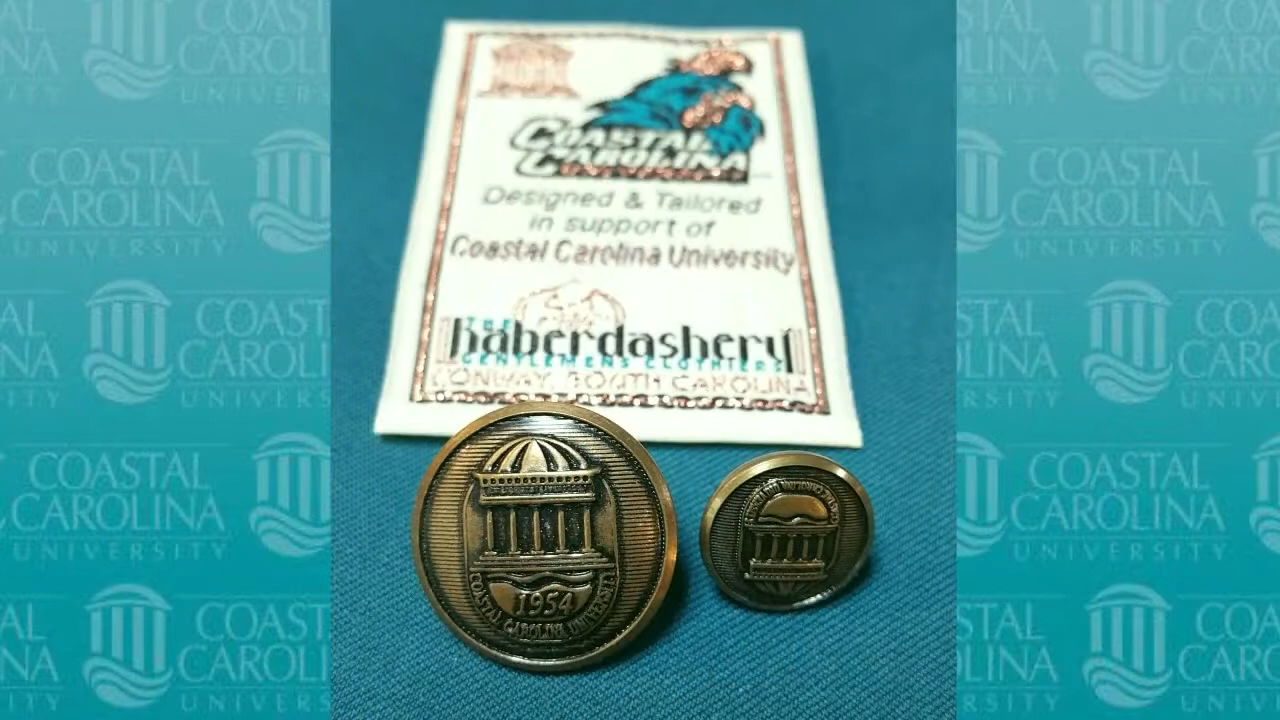 COASTAL
CAROLINA
UNIVERSITY
COASTAL
CAROLINA
Designed & Tailored
in support of
Coastal Carolina University
THE
haberdashery
GENTLEMENS CLOTHIERS
CONWAY, SOUTH CAROLINA
1954
COASTAL CAROLINA UNIVERSITY